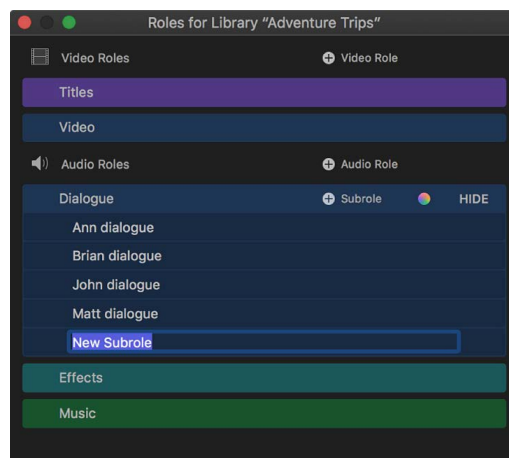 Roles for Library “Adventure Trips”
Video Roles Video Role
Titles
Video
Audio Roles Audio Role
Dialogue Subrole HIDE
Ann dialogue
Brian dialogue
John dialogue
Matt dialogue
New Subrole
Effects
Music